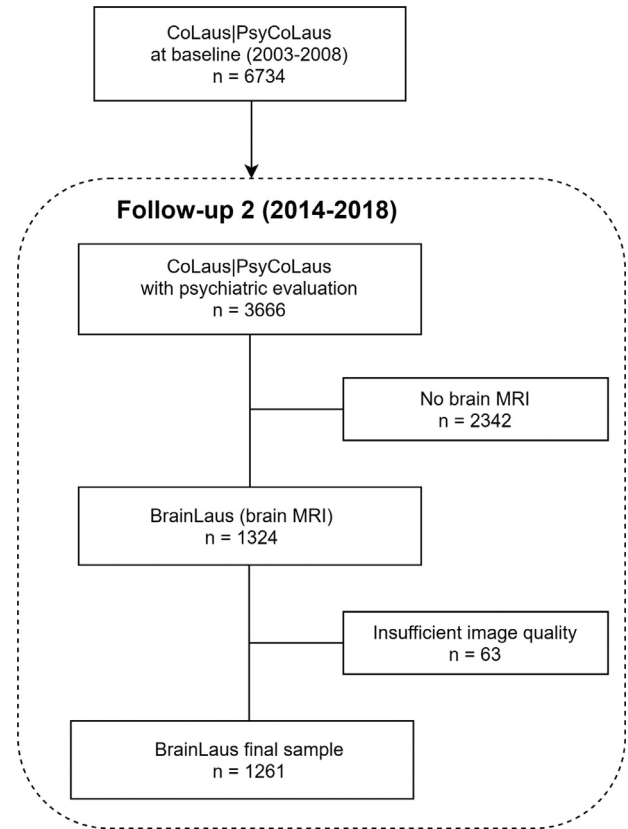 CoLaus|PsyCoLaus
at baseline (2003-2008)
n = 6734
Follow-up 2 (2014-2018)
CoLaus|PsyCoLaus
with psychiatric evaluation
n = 3666
No brain MRI
n = 2342
BrainLaus (brain MRI)
n = 1324
Insufficient image quality
n = 63
BrainLaus final sample
n = 1261